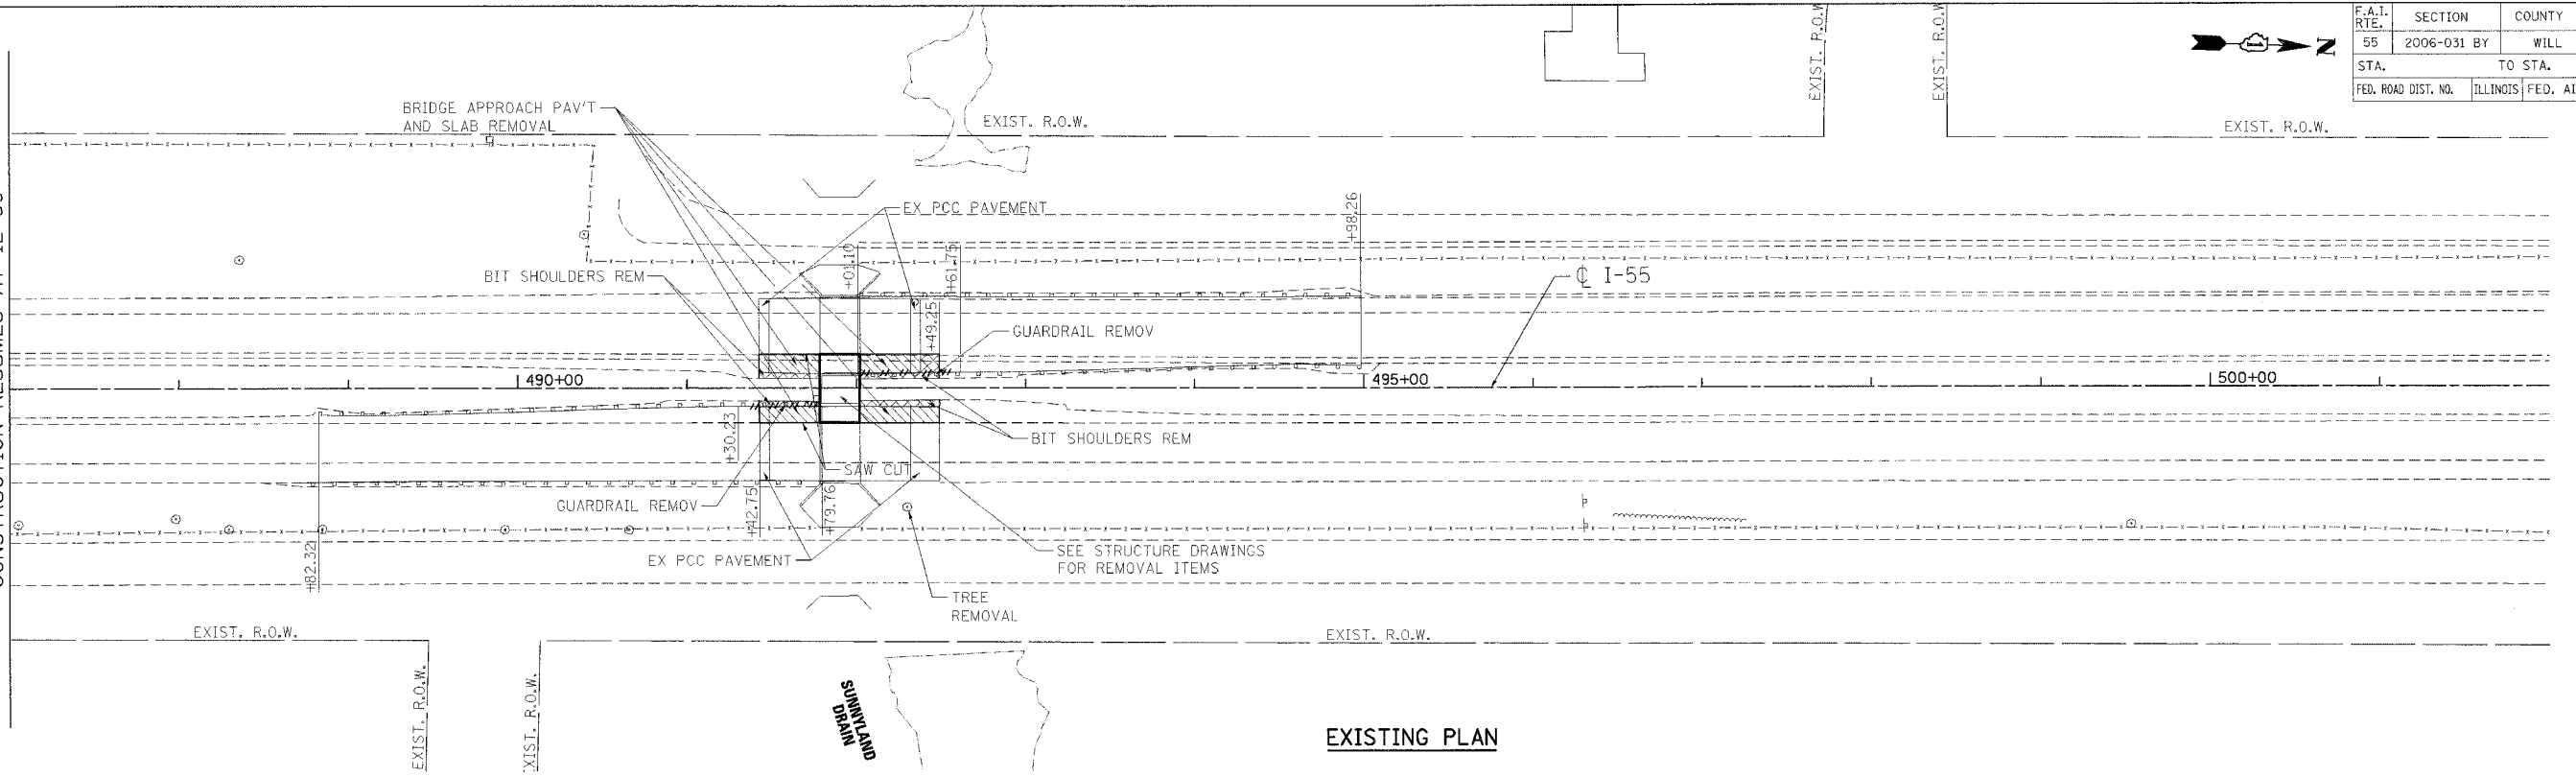 F.A.I. RTE.
SECTION
COUNTY
55
2006-031 BY
WILL
STA.
TO STA.
FED. ROAD DIST. NO.
ILLINOIS
FED. AI
N
EXIST. R.O.W.
EXIST. R.O.W.
BRIDGE APPROACH PAV'T
AND SLAB REMOVAL
EXIST. R.O.W.
EXIST. R.O.W.
EX PCC PAVEMENT
+98.26
+01.10
+61.75
BIT SHOULDERS REM
℄ I-55
+49.25
GUARDRAIL REMOV
490+00
495+00
500+00
+30.23
BIT SHOULDERS REM
SAW CUT
GUARDRAIL REMOV
+42.75
+79.76
+82.32
EX PCC PAVEMENT
SEE STRUCTURE DRAWINGS
FOR REMOVAL ITEMS
TREE
REMOVAL
EXIST. R.O.W.
EXIST. R.O.W.
EXIST. R.O.W.
EXIST. R.O.W.
SUNNYLAND
DRAIN
EXISTING PLAN